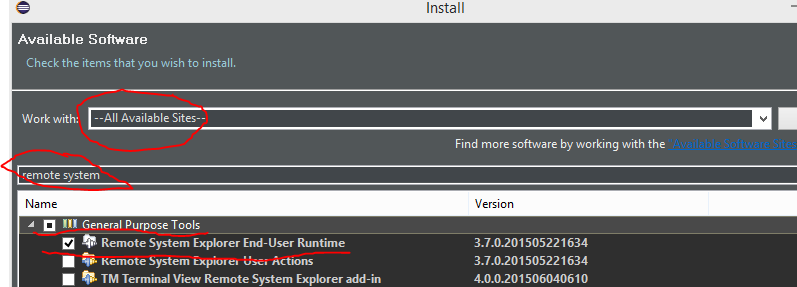 Install
Available Software
Check the items that you wish to install.
Work with: --All Available Sites--
Find more software by working with the Available Software Sites
remote system
Name Version
General Purpose Tools
Remote System Explorer End-User Runtime 3.7.0.201505221634
Remote System Explorer User Actions 3.7.0.201505221634
TM Terminal View Remote System Explorer add-in 4.0.0.201506040610